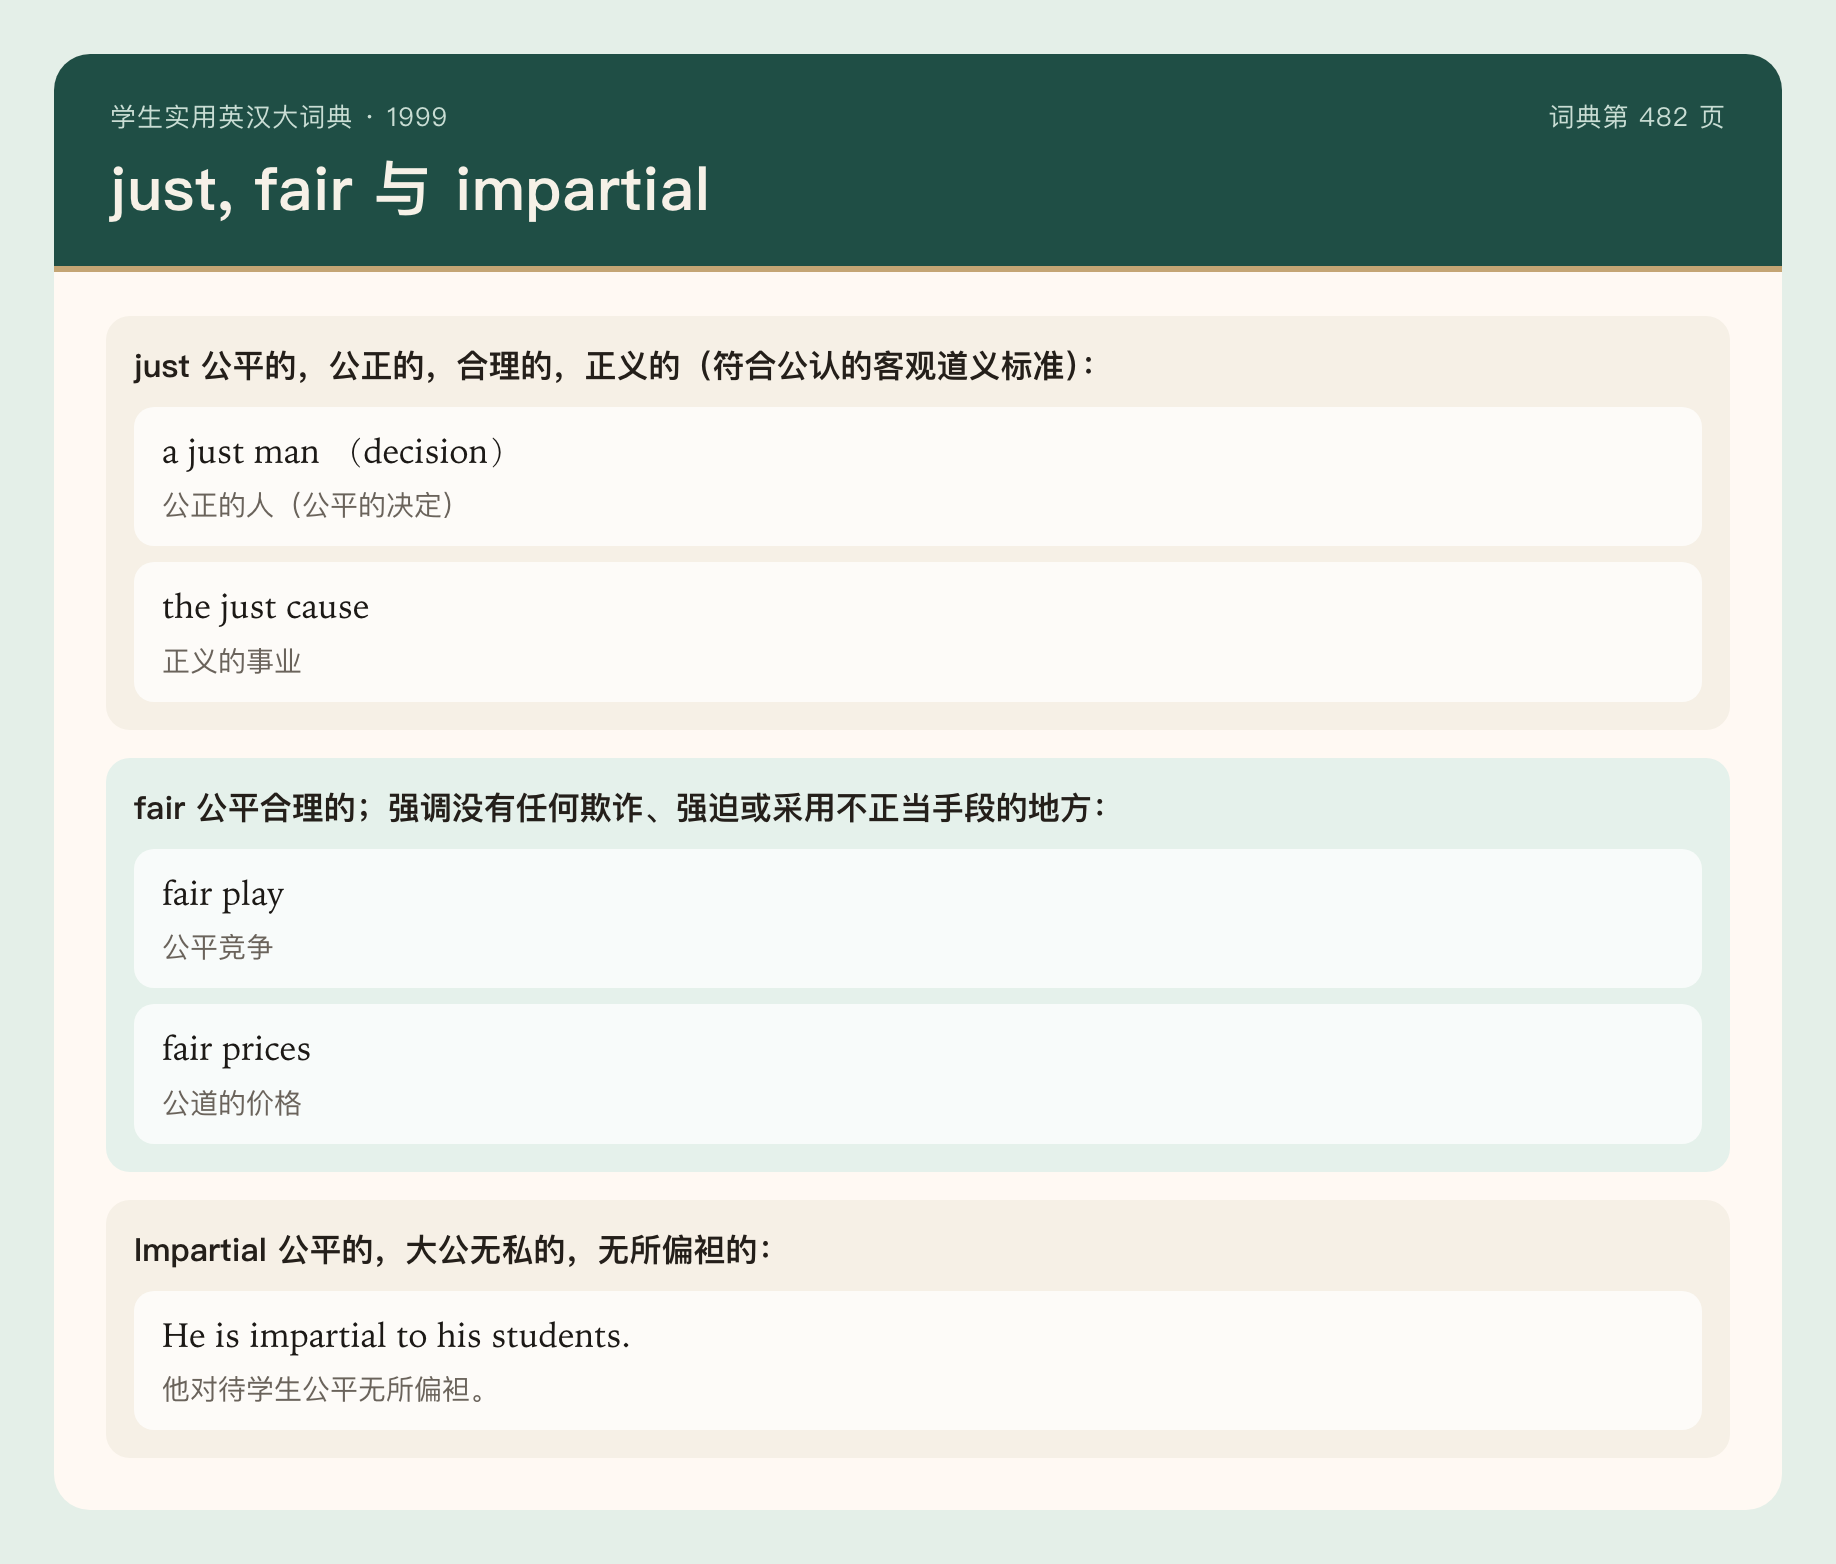 学生实用英汉大词典 · 1999
词典第 482 页
just, fair 与 impartial
just 公平的，公正的，合理的，正义的（符合公认的客观道义标准）：
a just man （decision）
公正的人（公平的决定）
the just cause
正义的事业
fair 公平合理的；强调没有任何欺诈、强迫或采用不正当手段的地方：
fair play
公平竞争
fair prices
公道的价格
Impartial 公平的，大公无私的，无所偏袒的：
He is impartial to his students.
他对待学生公平无所偏袒。